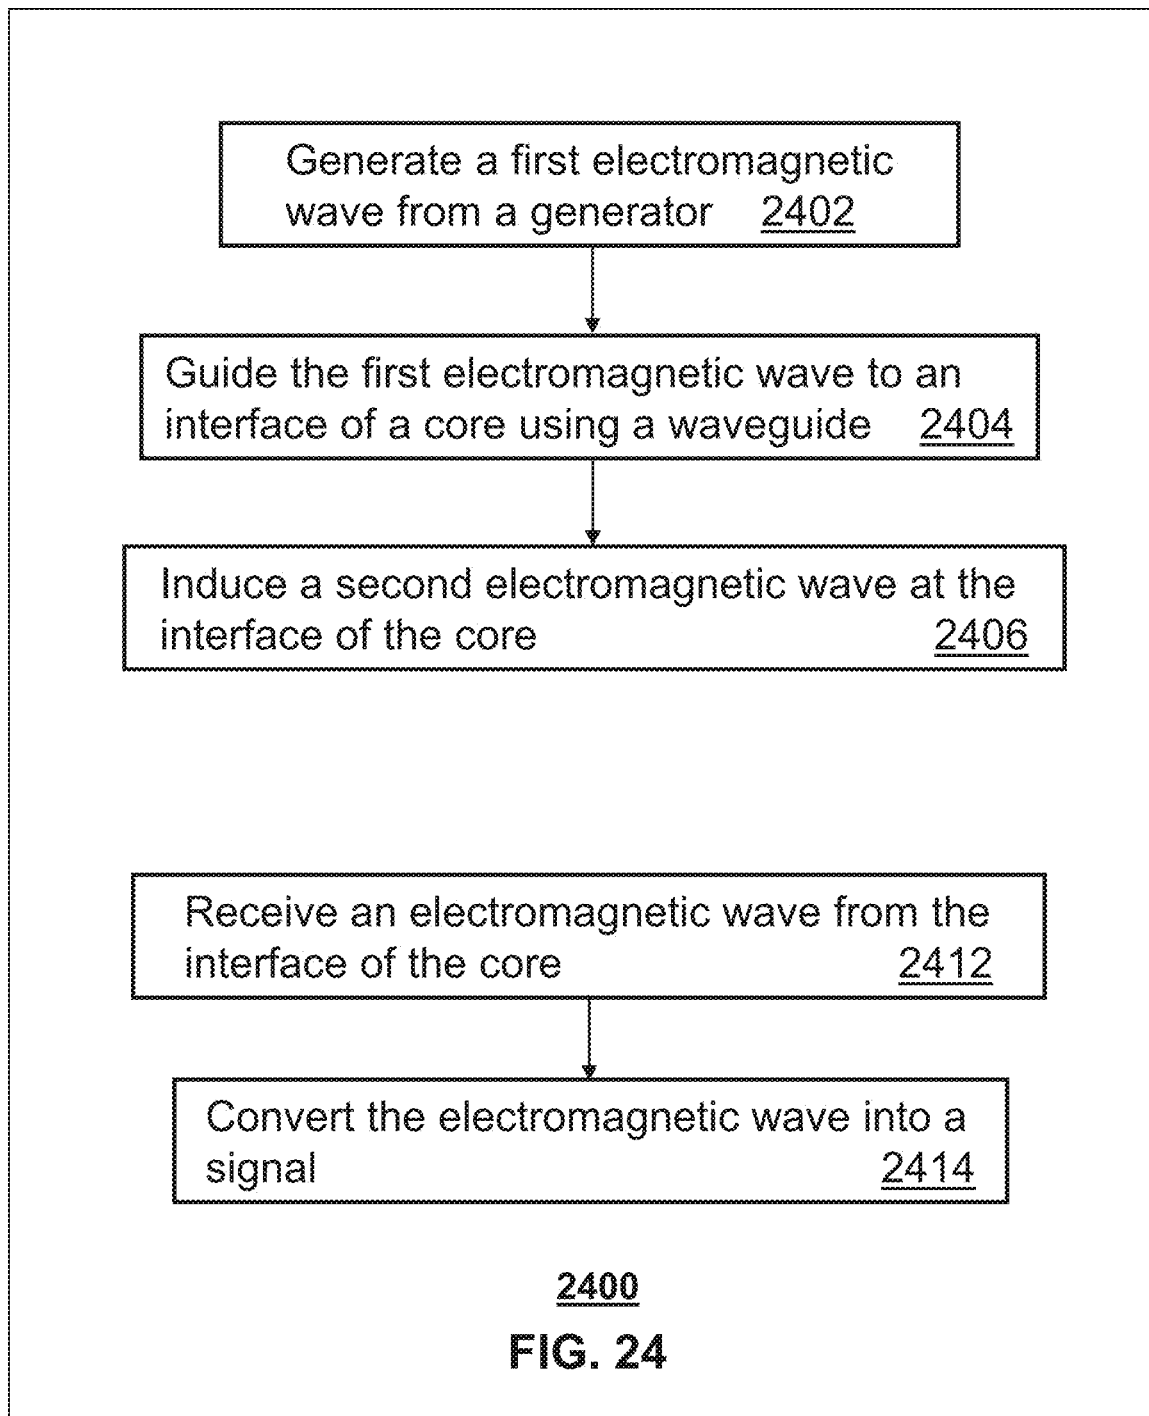 Generate a first electromagnetic
wave from a generator 2402
Guide the first electromagnetic wave to an
interface of a core using a waveguide 2404
Induce a second electromagnetic wave at the
interface of the core 2406
Receive an electromagnetic wave from the
interface of the core 2412
Convert the electromagnetic wave into a
signal 2414
2400
FIG. 24